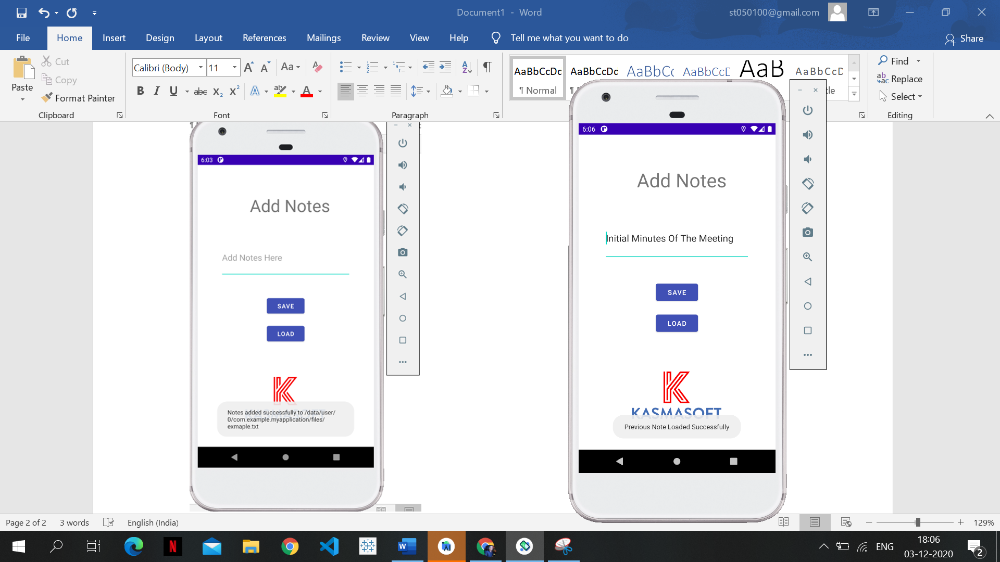 Document1 - Word
st050100@gmail.com
File
Home
Insert
Design
Layout
References
Mailings
Review
View
Help
Tell me what you want to do
Share
Paste
Cut
Copy
Format Painter
Clipboard
Calibri (Body)
11
Font
Paragraph
AaBbCcDc
¶ Normal
AaBbCcDc
AaBbCc
AaBbCcD
AaB
AaBbCcD
Find
Replace
Select
Editing
6:03
Add Notes
Add Notes Here
SAVE
LOAD
K
Notes added successfully to /data/user/
0/com.example.myapplication/files/
exmaple.txt
6:06
Add Notes
Initial Minutes Of The Meeting
SAVE
LOAD
K
KASMASOFT
Previous Note Loaded Successfully
Page 2 of 2
3 words
English (India)
129%
ENG
18:06
03-12-2020
2